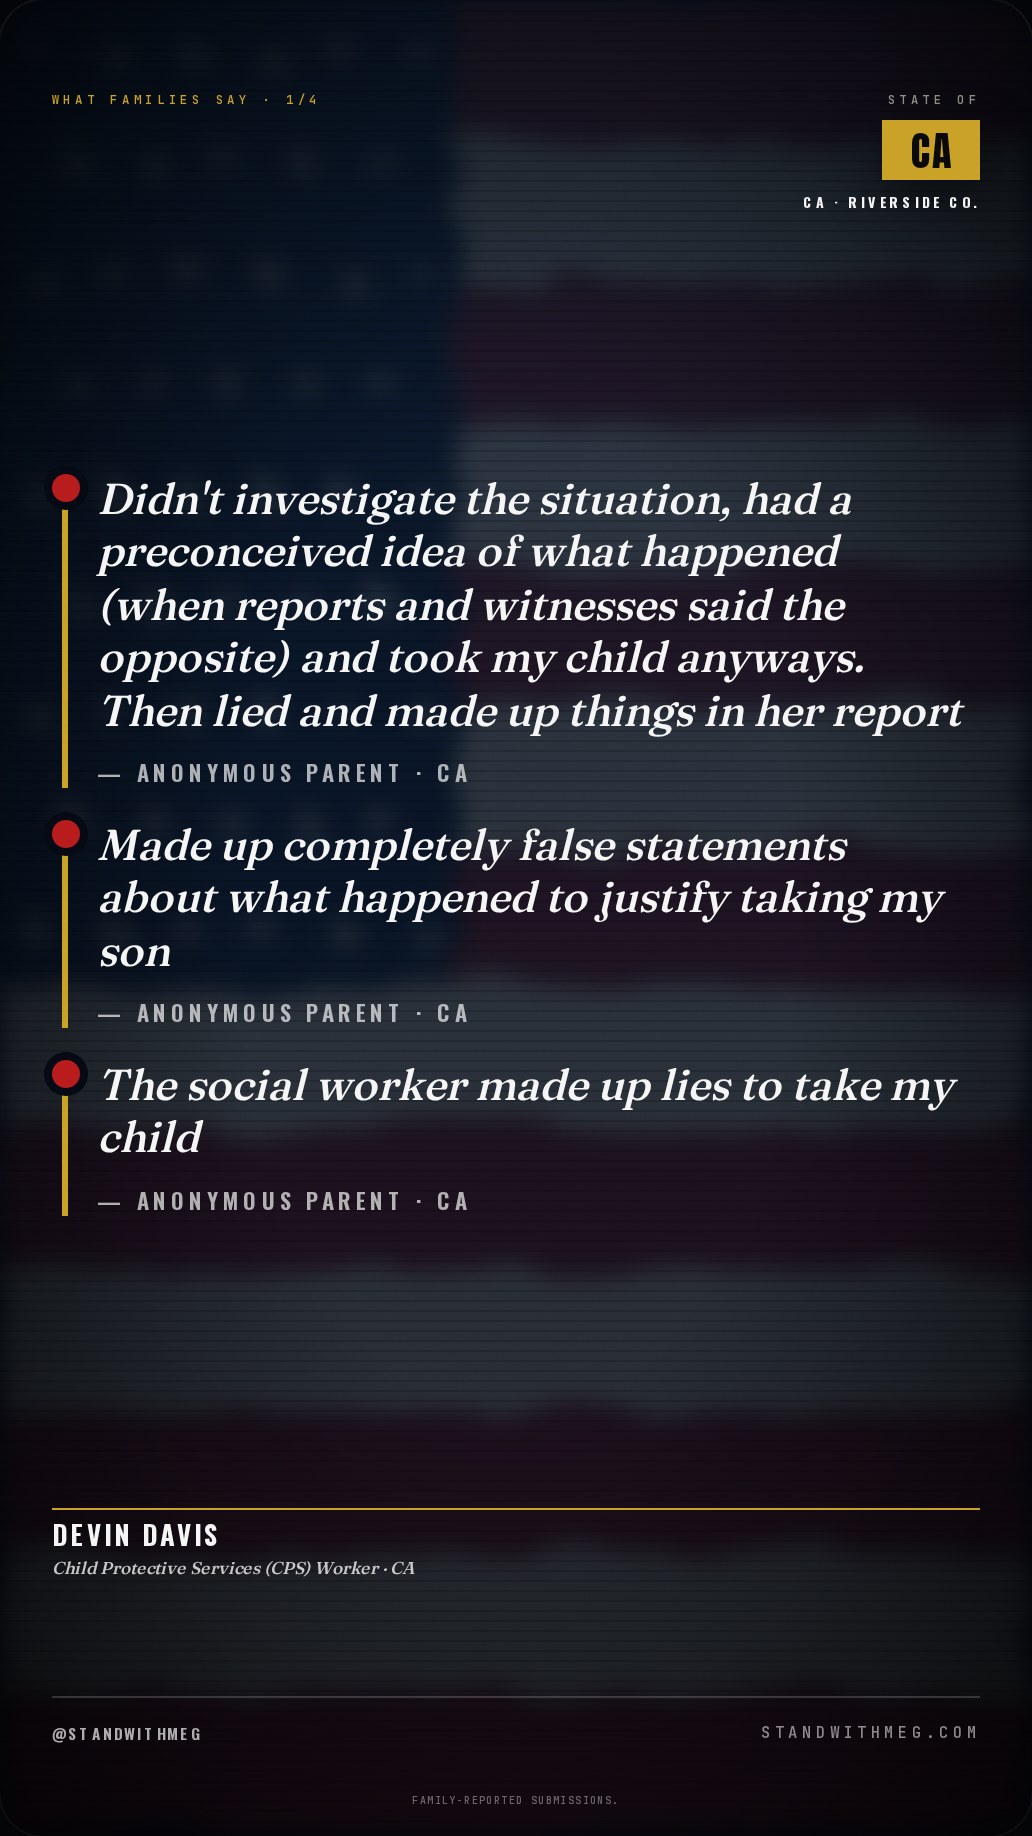 WHAT FAMILIES SAY · 1/4
STATE OF
CA
CA · RIVERSIDE CO.
Didn't investigate the situation, had a
preconceived idea of what happened
(when reports and witnesses said the
opposite) and took my child anyways.
Then lied and made up things in her report
— ANONYMOUS PARENT · CA
Made up completely false statements
about what happened to justify taking my
son
— ANONYMOUS PARENT · CA
The social worker made up lies to take my
child
— ANONYMOUS PARENT · CA
DEVIN DAVIS
Child Protective Services (CPS) Worker · CA
@STANDWITHMEG
STANDWITHMEG.COM
FAMILY-REPORTED SUBMISSIONS.